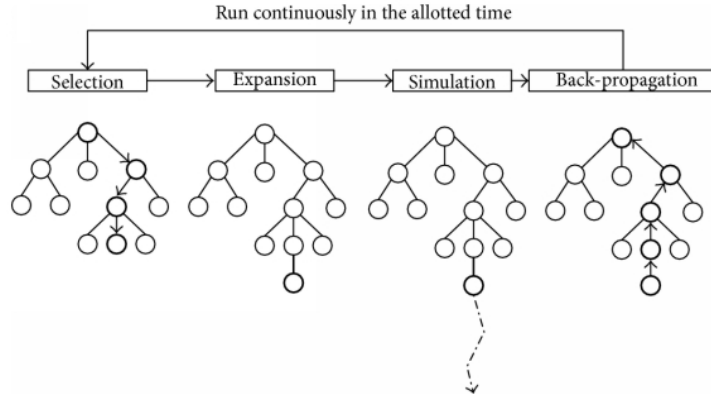 Run continuously in the allotted time
Selection
Expansion
Simulation
Back-propagation